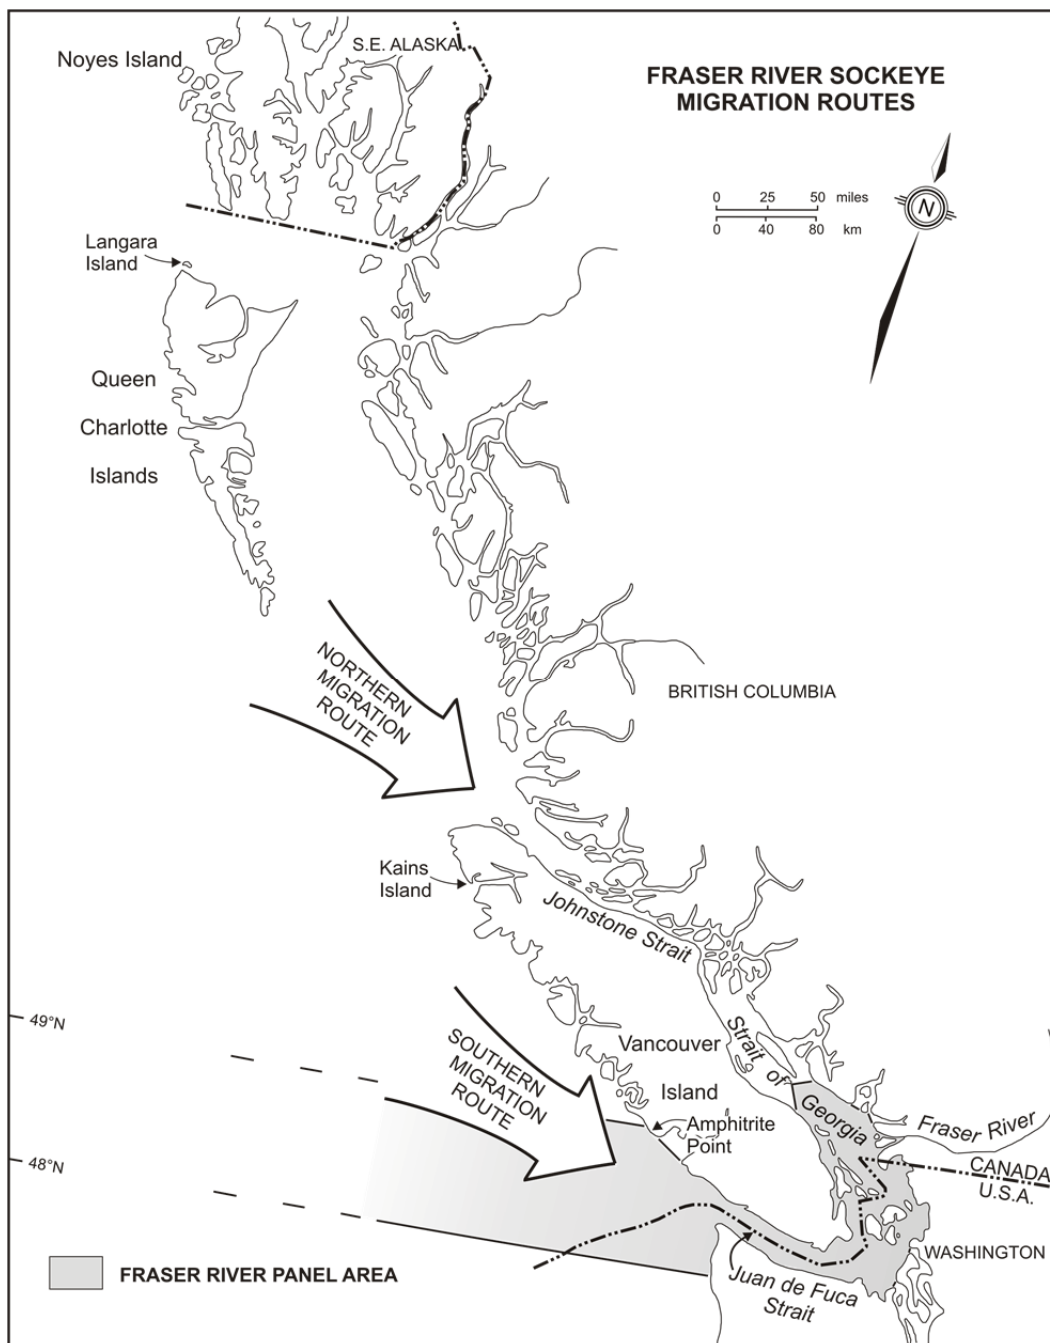 Noyes Island
S.E. ALASKA
FRASER RIVER SOCKEYE
MIGRATION ROUTES
0 25 50 miles
0 40 80 km
N
Langara
Island
Queen
Charlotte
Islands
NORTHERN
MIGRATION
ROUTE
BRITISH COLUMBIA
Kains
Island
Johnstone Strait
49°N
SOUTHERN
MIGRATION
ROUTE
Vancouver
Island
Strait of
Georgia
Amphitrite
Point
Fraser River
48°N
CANADA
U.S.A.
WASHINGTON
Juan de Fuca
Strait
FRASER RIVER PANEL AREA